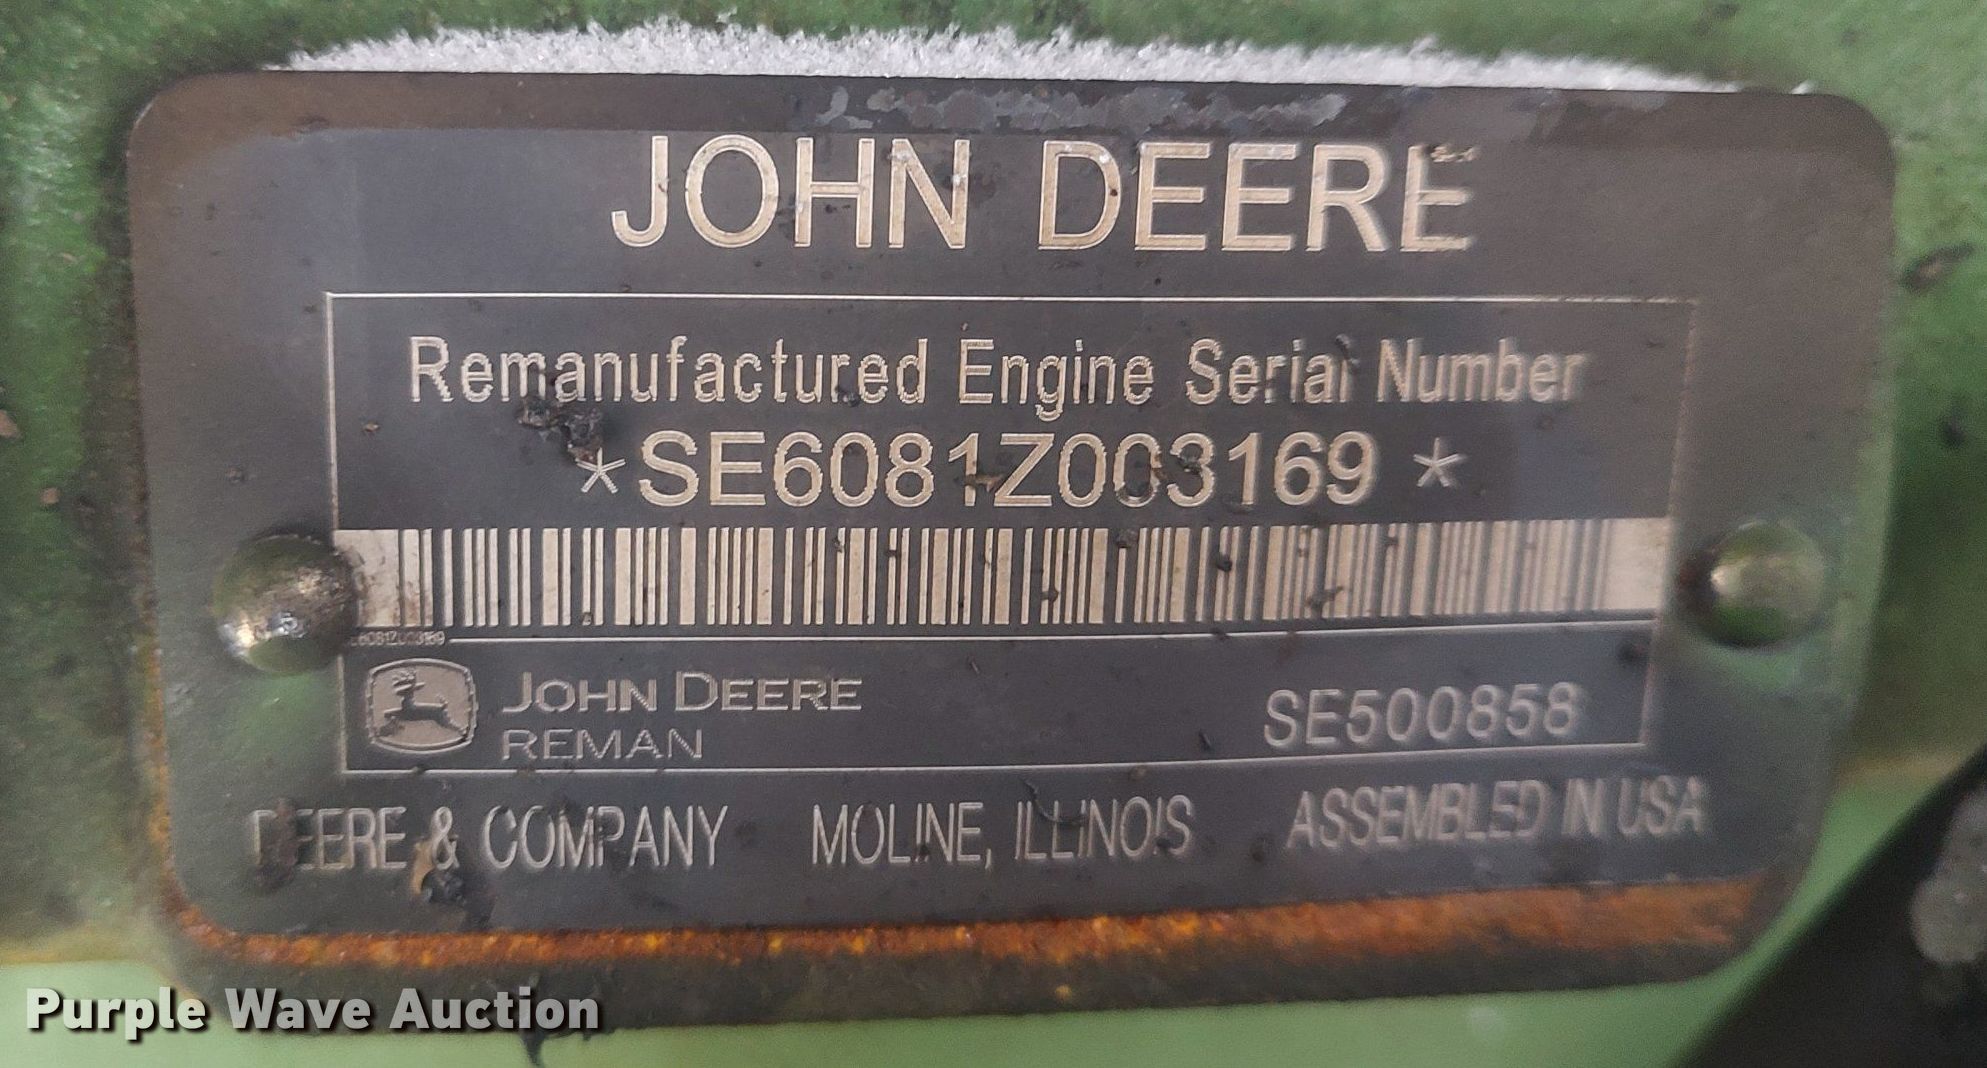 JOHN DEERE
Remanufactured Engine Serial Number
*SE6081Z003169 *
E6081Z003169
JOHN DEERE
REMAN
SE500858
DEERE & COMPANY MOLINE, ILLINOIS ASSEMBLED IN USA
Purple Wave Auction